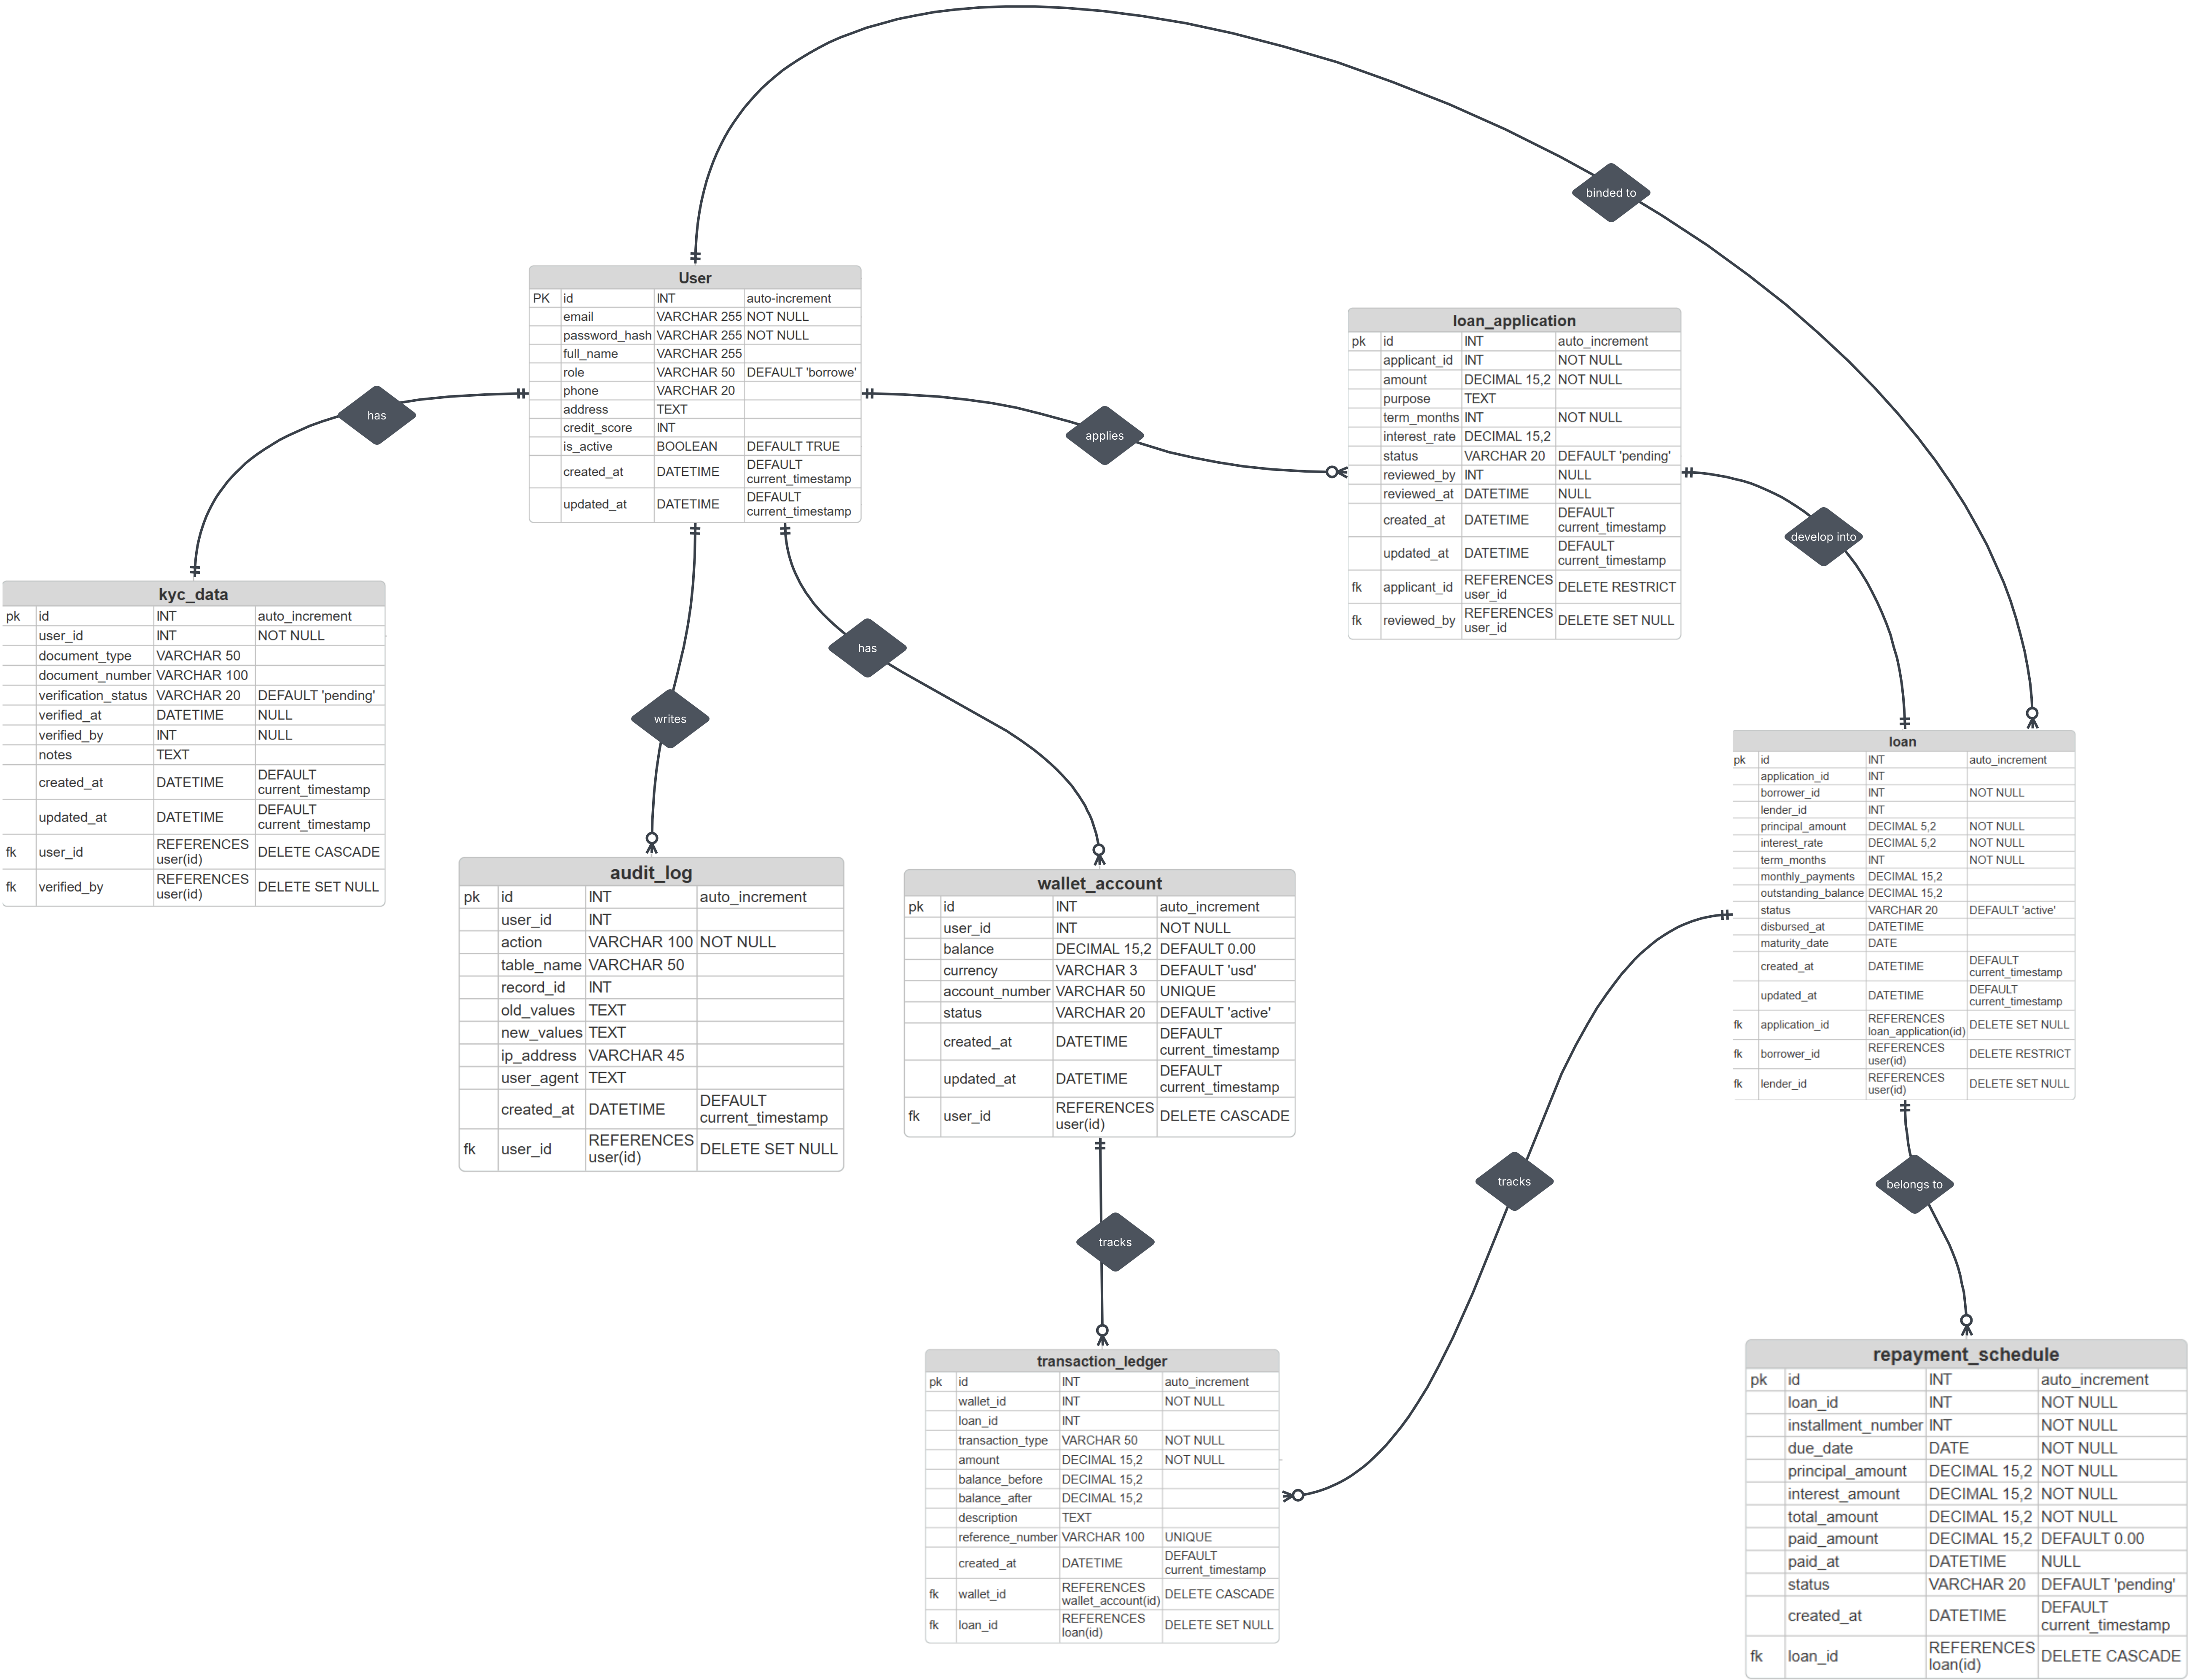 binded to
User
PK id INT auto-increment
email VARCHAR 255 NOT NULL
password_hash VARCHAR 255 NOT NULL
full_name VARCHAR 255
role VARCHAR 50 DEFAULT 'borrowe'
phone VARCHAR 20
address TEXT
credit_score INT
is_active BOOLEAN DEFAULT TRUE
created_at DATETIME DEFAULT
current_timestamp
updated_at DATETIME DEFAULT
current_timestamp
has
applies
loan_application
pk id INT auto_increment
applicant_id INT NOT NULL
amount DECIMAL 15,2 NOT NULL
purpose TEXT
term_months INT NOT NULL
interest_rate DECIMAL 15,2
status VARCHAR 20 DEFAULT 'pending'
reviewed_by INT NULL
reviewed_at DATETIME NULL
created_at DATETIME DEFAULT
current_timestamp
updated_at DATETIME DEFAULT
current_timestamp
fk applicant_id REFERENCES
user_id DELETE RESTRICT
fk reviewed_by REFERENCES
user_id DELETE SET NULL
develop into
kyc_data
pk id INT auto_increment
user_id INT NOT NULL
document_type VARCHAR 50
document_number VARCHAR 100
verification_status VARCHAR 20 DEFAULT 'pending'
verified_at DATETIME NULL
verified_by INT NULL
notes TEXT
created_at DATETIME DEFAULT
current_timestamp
updated_at DATETIME DEFAULT
current_timestamp
fk user_id REFERENCES
user(id) DELETE CASCADE
fk verified_by REFERENCES
user(id) DELETE SET NULL
writes
has
audit_log
pk id INT auto_increment
user_id INT
action VARCHAR 100 NOT NULL
table_name VARCHAR 50
record_id INT
old_values TEXT
new_values TEXT
ip_address VARCHAR 45
user_agent TEXT
created_at DATETIME DEFAULT
current_timestamp
fk user_id REFERENCES
user(id) DELETE SET NULL
wallet_account
pk id INT auto_increment
user_id INT NOT NULL
balance DECIMAL 15,2 DEFAULT 0.00
currency VARCHAR 3 DEFAULT 'usd'
account_number VARCHAR 50 UNIQUE
status VARCHAR 20 DEFAULT 'active'
created_at DATETIME DEFAULT
current_timestamp
updated_at DATETIME DEFAULT
current_timestamp
fk user_id REFERENCES
user(id) DELETE CASCADE
loan
pk id INT auto_increment
application_id INT
borrower_id INT NOT NULL
lender_id INT
principal_amount DECIMAL 5,2 NOT NULL
interest_rate DECIMAL 5,2 NOT NULL
term_months INT NOT NULL
monthly_payments DECIMAL 15,2
outstanding_balance DECIMAL 15,2
status VARCHAR 20 DEFAULT 'active'
disbursed_at DATETIME
maturity_date DATE
created_at DATETIME DEFAULT
current_timestamp
updated_at DATETIME DEFAULT
current_timestamp
fk application_id REFERENCES
loan_application(id) DELETE SET NULL
fk borrower_id REFERENCES
user(id) DELETE RESTRICT
fk lender_id REFERENCES
user(id) DELETE SET NULL
tracks
tracks
belongs to
transaction_ledger
pk id INT auto_increment
wallet_id INT NOT NULL
loan_id INT
transaction_type VARCHAR 50 NOT NULL
amount DECIMAL 15,2 NOT NULL
balance_before DECIMAL 15,2
balance_after DECIMAL 15,2
description TEXT
reference_number VARCHAR 100 UNIQUE
created_at DATETIME DEFAULT
current_timestamp
fk wallet_id REFERENCES
wallet_account(id) DELETE CASCADE
fk loan_id REFERENCES
loan(id) DELETE SET NULL
repayment_schedule
pk id INT auto_increment
loan_id INT NOT NULL
installment_number INT NOT NULL
due_date DATE NOT NULL
principal_amount DECIMAL 15,2 NOT NULL
interest_amount DECIMAL 15,2 NOT NULL
total_amount DECIMAL 15,2 NOT NULL
paid_amount DECIMAL 15,2 DEFAULT 0.00
paid_at DATETIME NULL
status VARCHAR 20 DEFAULT 'pending'
created_at DATETIME DEFAULT
current_timestamp
fk loan_id REFERENCES
loan(id) DELETE CASCADE